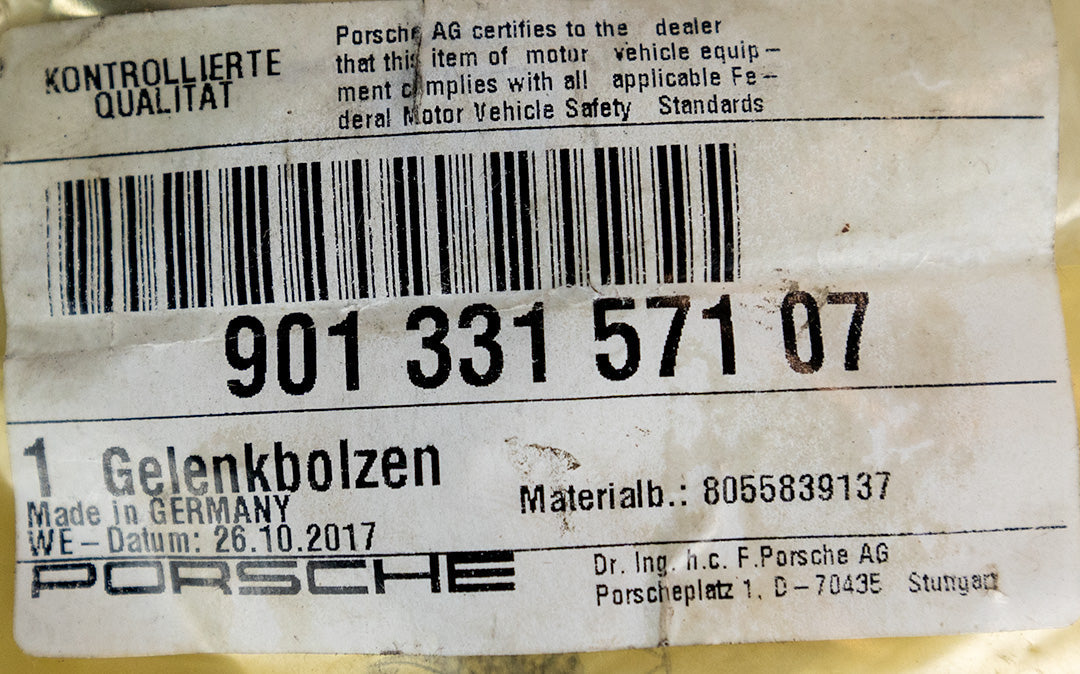 KONTROLLIERTE
QUALITÄT
Porsche AG certifies to the dealer
that this item of motor vehicle equip-
ment complies with all applicable Fe-
deral Motor Vehicle Safety Standards
901 331 571 07
1 Gelenkbolzen
Made in GERMANY
WE-Datum: 26.10.2017
Materialb.: 8055839137
PORSCHE
Dr. Ing. h.c. F.Porsche AG
Porscheplatz 1, D-70435 Stuttgart